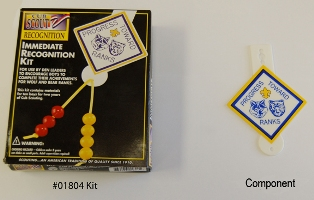 CUB
SCOUT
RECOGNITION
IMMEDIATE
RECOGNITION
KIT
FOR USE BY DEN LEADERS
TO ENCOURAGE BOYS TO
COMPLETE THEIR ACHIEVEMENTS
FOR WOLF AND BEAR RANKS.
This kit contains materials
for ten boys for two years
of Cub Scouting
WARNING:
SCOUTING...AN AMERICAN TRADITION OF QUALITY SINCE 1910.
PROGRESS TOWARD
RANKS
PROGRESS TOWARD
RANKS
#01804 Kit
Component